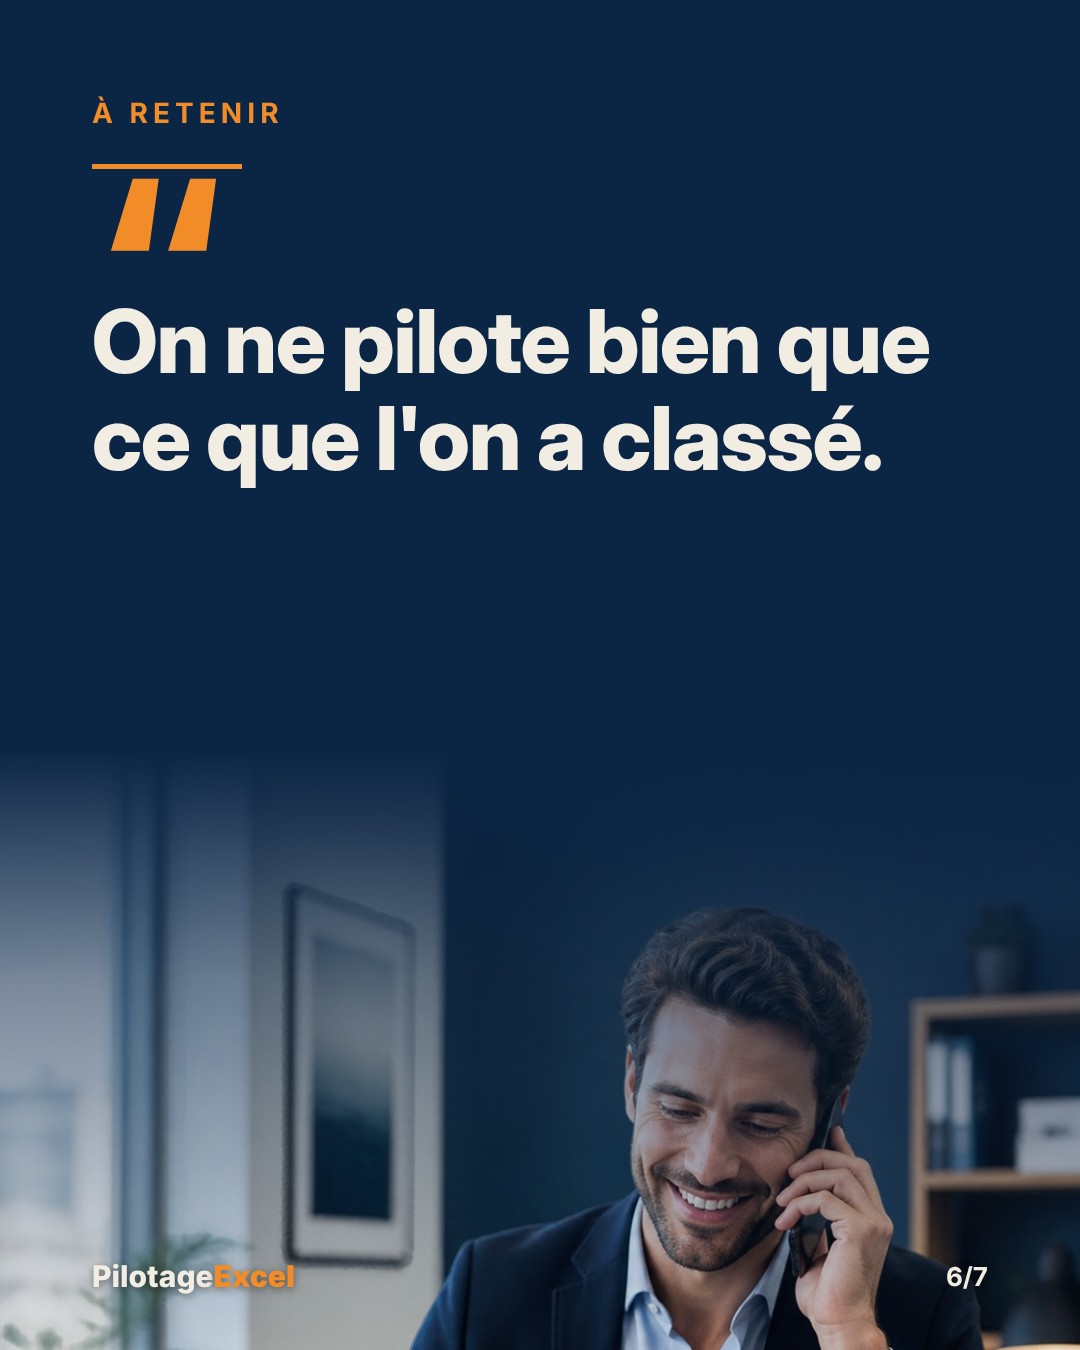 À RETENIR
"
On ne pilote bien que
ce que l'on a classé.
PilotageExcel
6/7